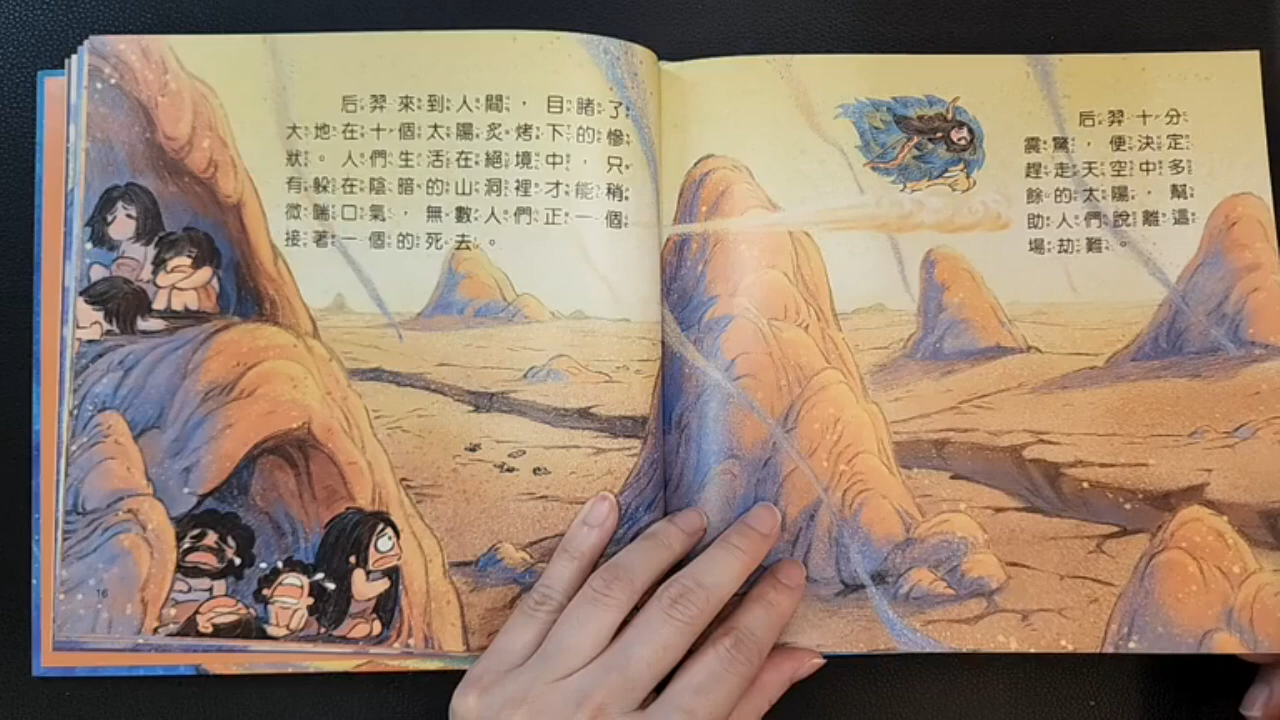 后羿來到人間，目睹了
大地在十個太陽炙烤下的慘
狀。人們生活在絕境中，只
有躲在陰暗的山洞裡才能稍
微喘口氣，無數人們正一個
接著一個的死去。
16
后羿十分
震驚，便決定
趕走天空中多
餘的太陽，幫
助人們脫離這
場劫難。